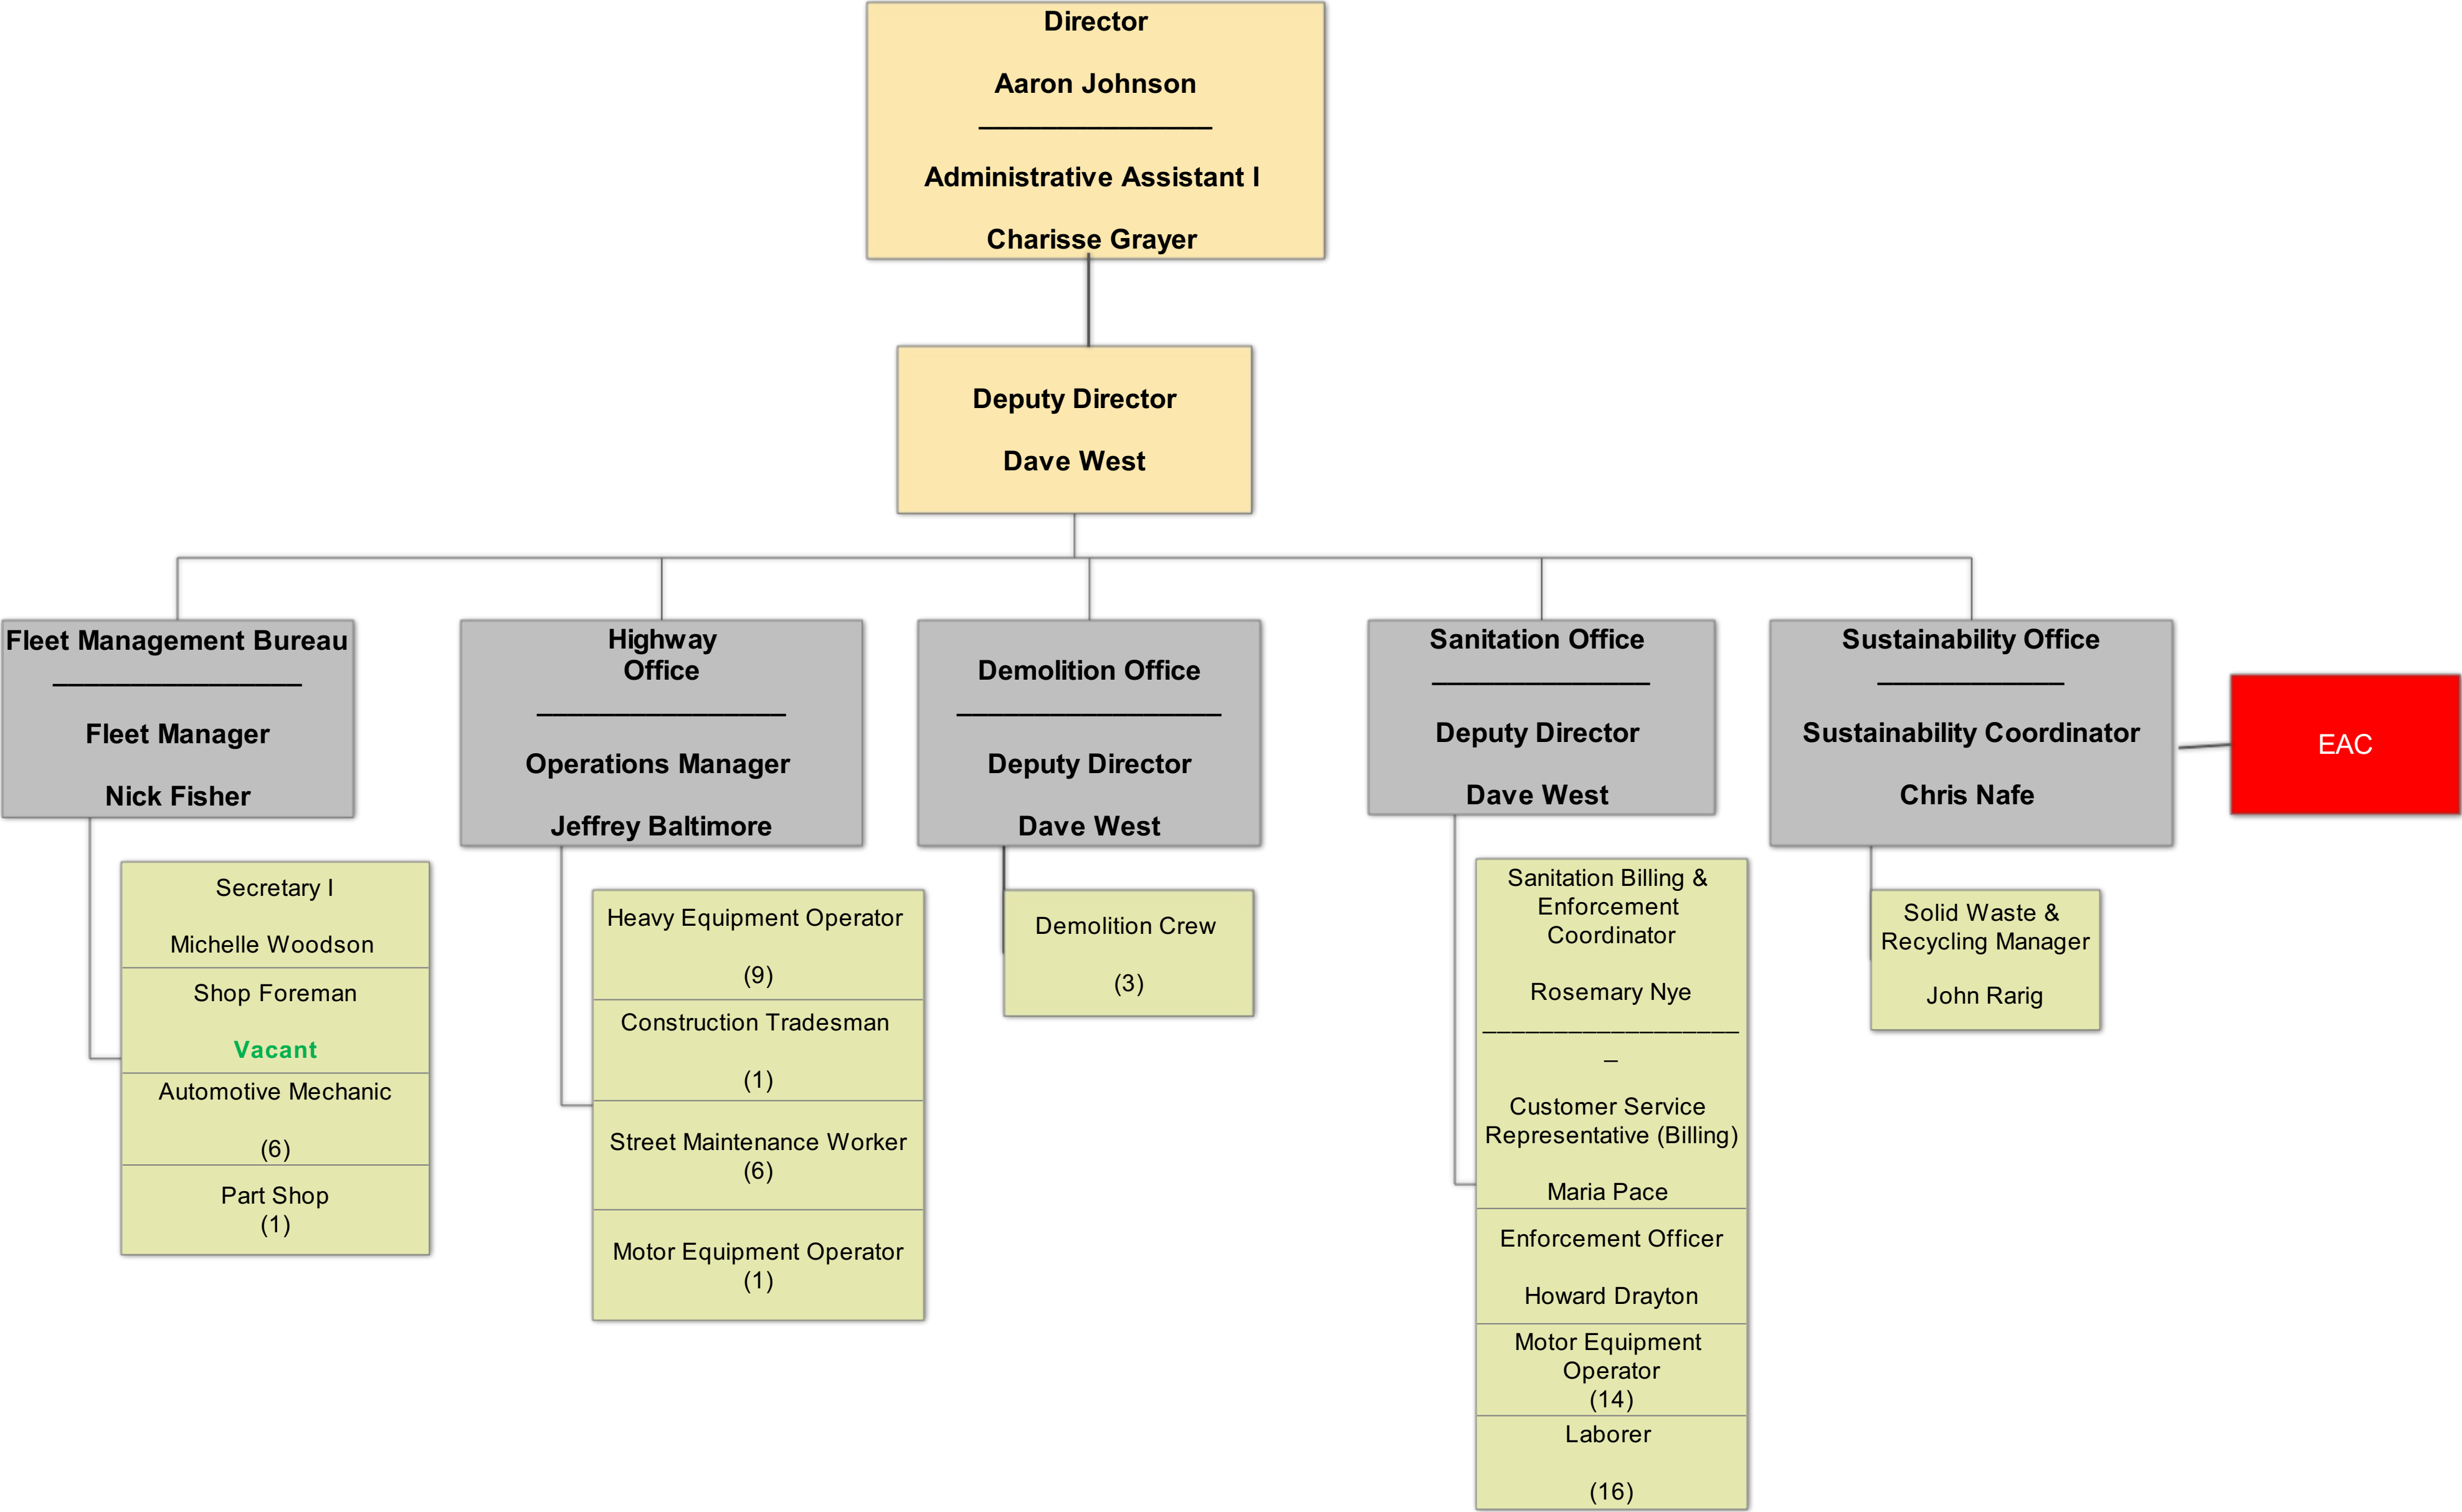 Director
Aaron Johnson
Administrative Assistant I
Charisse Grayer
Deputy Director
Dave West
Fleet Management Bureau
Fleet Manager
Nick Fisher
Secretary I
Michelle Woodson
Shop Foreman
Vacant
Automotive Mechanic
(6)
Part Shop
(1)
Highway
Office
Operations Manager
Jeffrey Baltimore
Heavy Equipment Operator
(9)
Construction Tradesman
(1)
Street Maintenance Worker
(6)
Motor Equipment Operator
(1)
Demolition Office
Deputy Director
Dave West
Demolition Crew
(3)
Sanitation Office
Deputy Director
Dave West
Sanitation Billing &
Enforcement
Coordinator
Rosemary Nye
Customer Service
Representative (Billing)
Maria Pace
Enforcement Officer
Howard Drayton
Motor Equipment
Operator
(14)
Laborer
(16)
Sustainability Office
Sustainability Coordinator
Chris Nafe
Solid Waste &
Recycling Manager
John Rarig
EAC